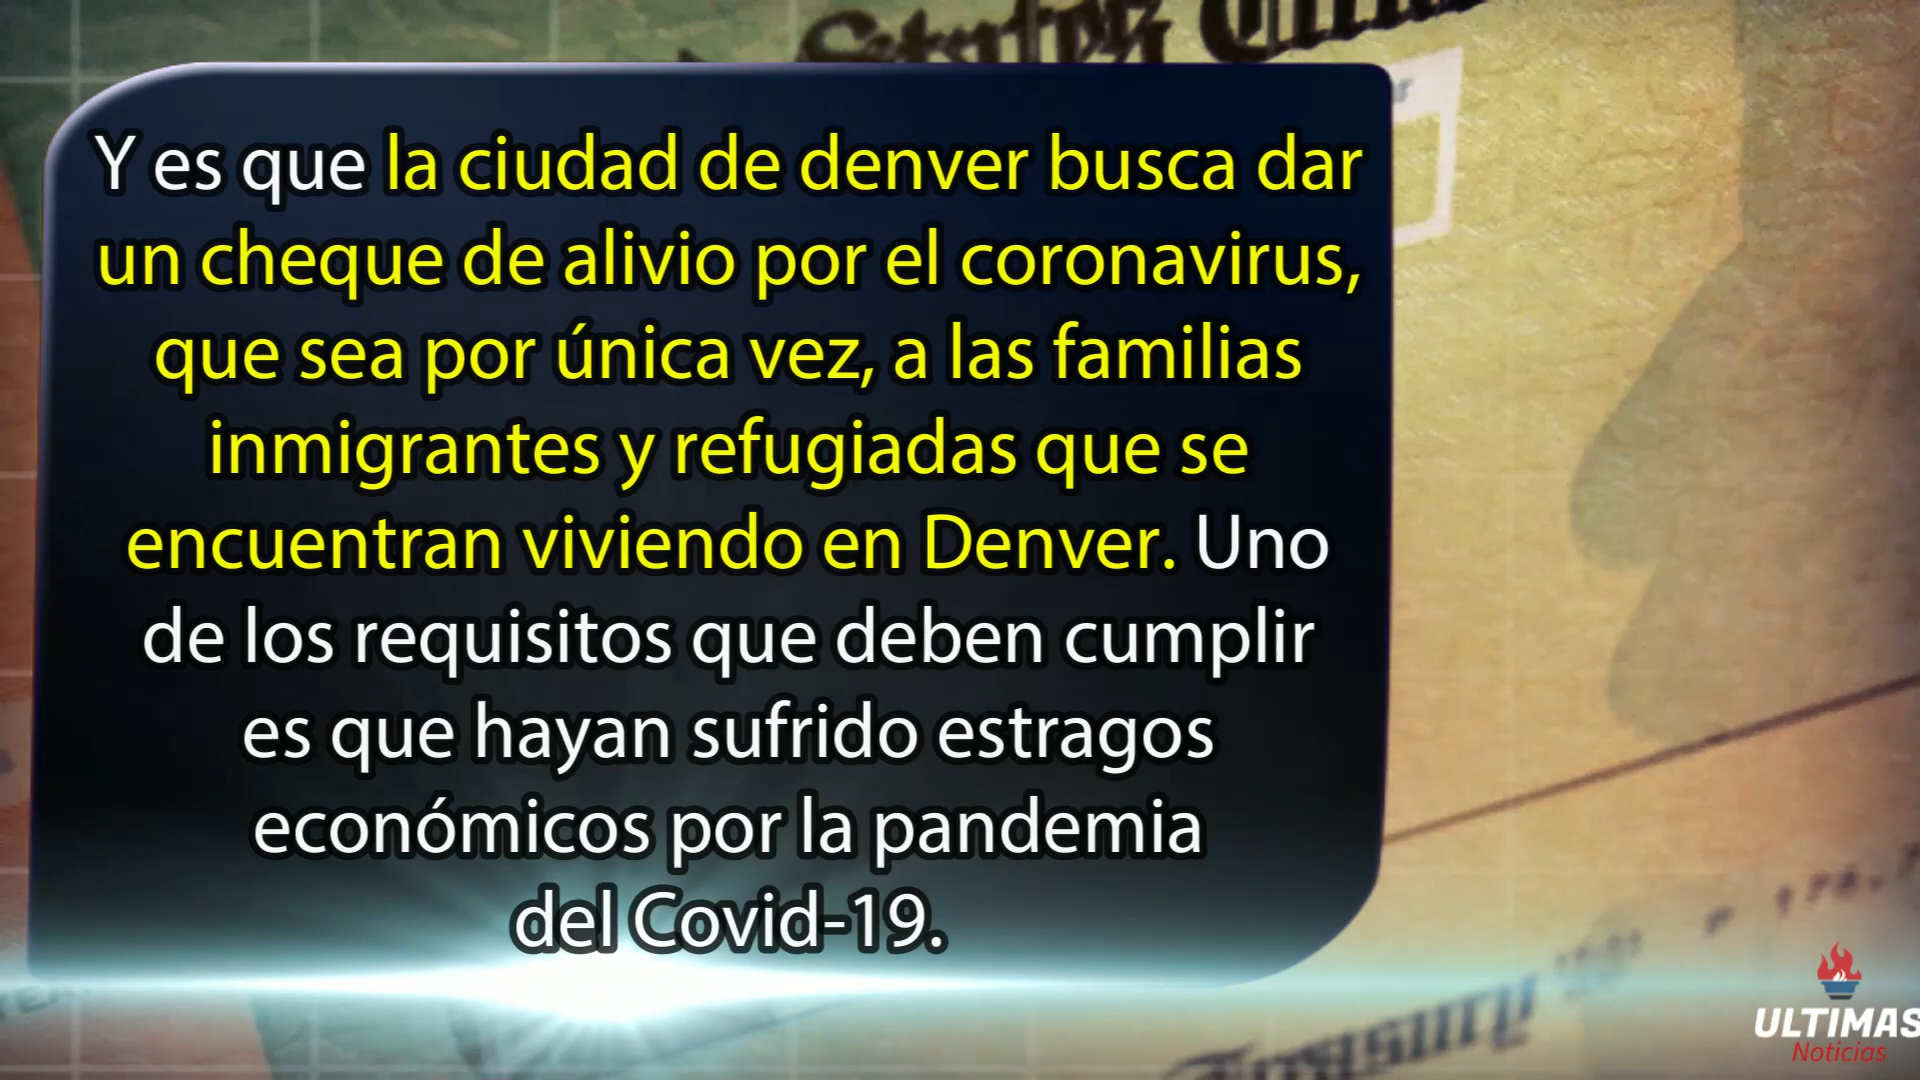 Y es que la ciudad de denver busca dar
un cheque de alivio por el coronavirus,
que sea por única vez, a las familias
inmigrantes y refugiadas que se
encuentran viviendo en Denver. Uno
de los requisitos que deben cumplir
es que hayan sufrido estragos
económicos por la pandemia
del Covid-19.
ULTIMAS
Noticias